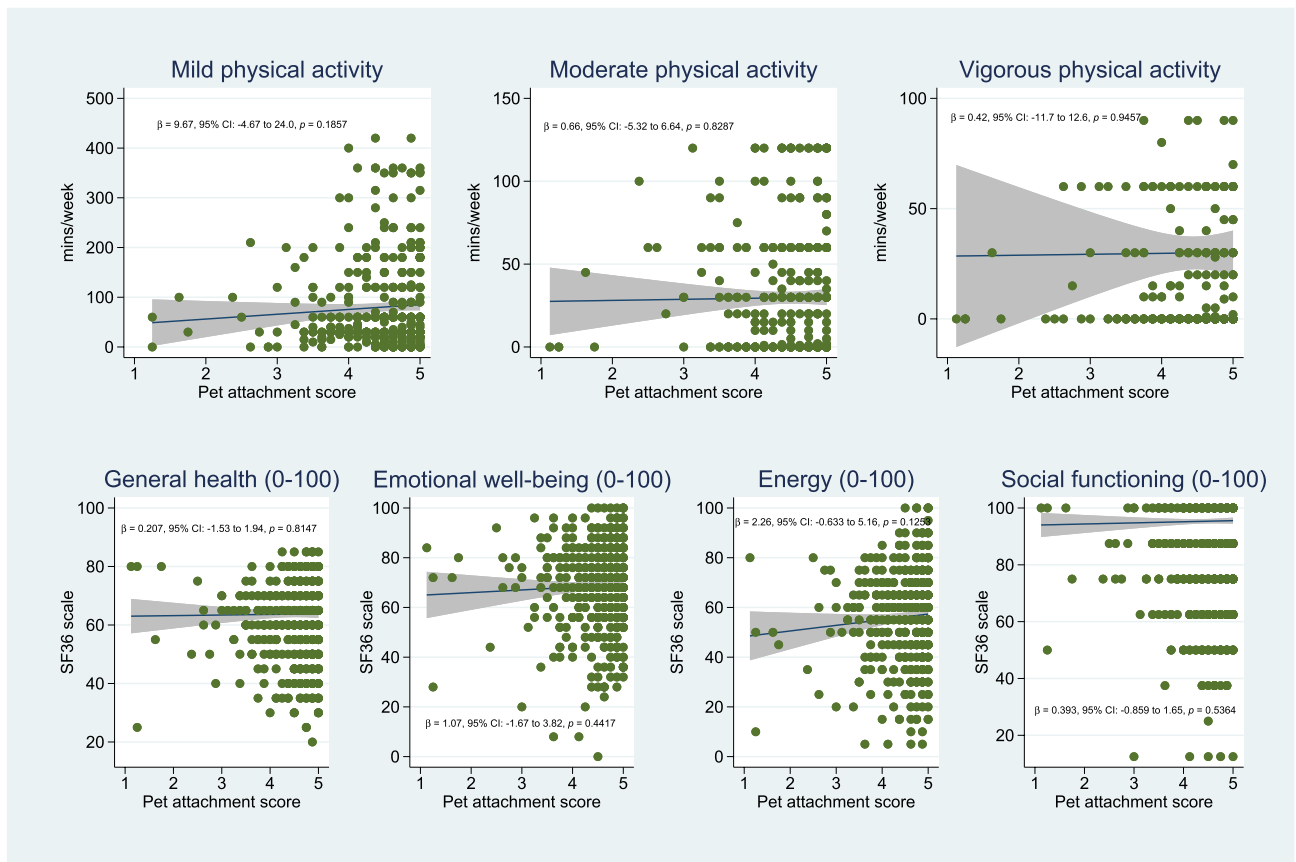 Mild physical activity
500
400
300
200
100
0
mins/week
β = 9.67, 95% CI: -4.67 to 24.0, p = 0.1857
1 2 3 4 5
Pet attachment score
Moderate physical activity
150
100
50
0
mins/week
β = 0.66, 95% CI: -5.32 to 6.64, p = 0.8287
1 2 3 4 5
Pet attachment score
Vigorous physical activity
100
50
0
mins/week
β = 0.42, 95% CI: -11.7 to 12.6, p = 0.9457
1 2 3 4 5
Pet attachment score
General health (0-100)
100
80
60
40
20
SF36 scale
β = 0.207, 95% CI: -1.53 to 1.94, p = 0.8147
1 2 3 4 5
Pet attachment score
Emotional well-being (0-100)
100
80
60
40
20
0
SF36 scale
β = 1.07, 95% CI: -1.67 to 3.82, p = 0.4417
1 2 3 4 5
Pet attachment score
Energy (0-100)
100
80
60
40
20
0
SF36 scale
β = 2.26, 95% CI: -0.633 to 5.16, p = 0.1253
1 2 3 4 5
Pet attachment score
Social functioning (0-100)
100
80
60
40
20
SF36 scale
β = 0.393, 95% CI: -0.859 to 1.65, p = 0.5364
1 2 3 4 5
Pet attachment score